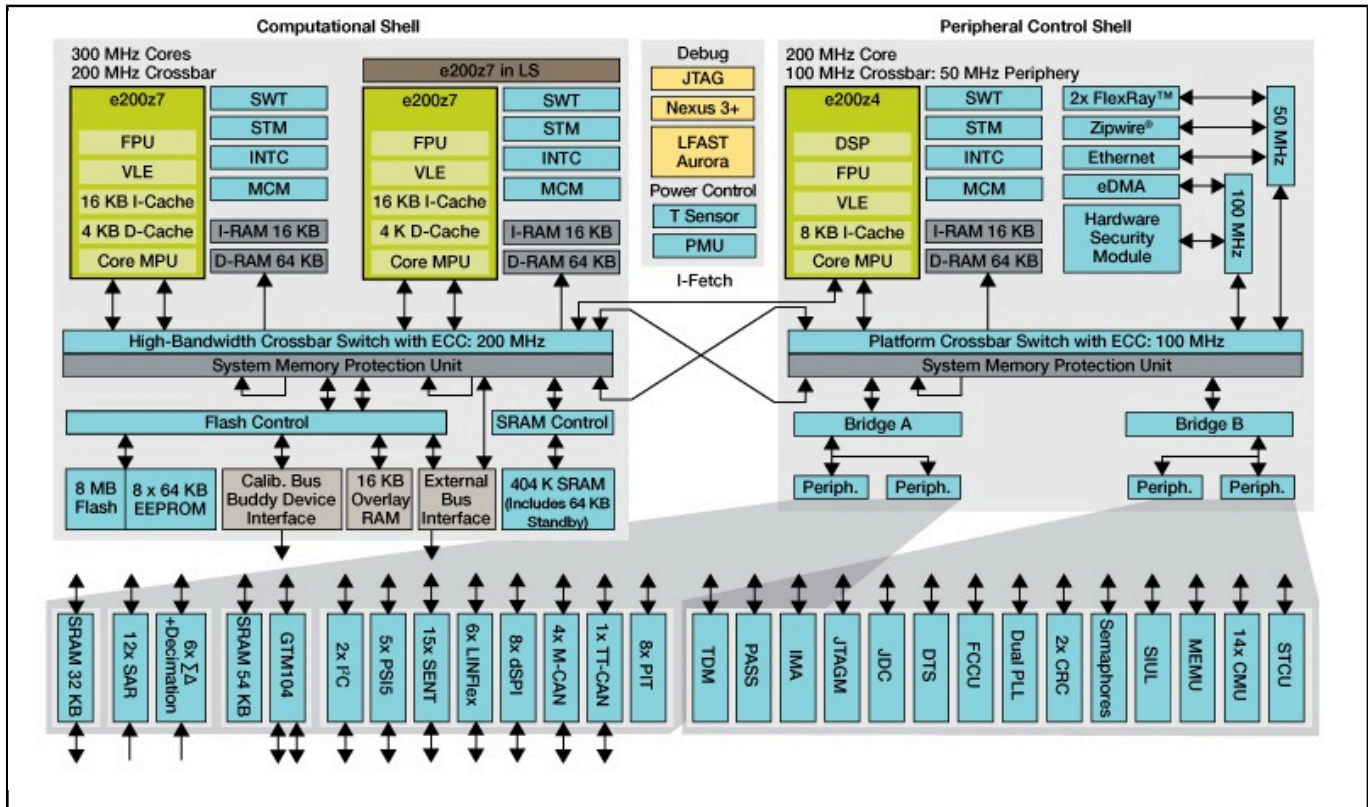 Computational Shell
300 MHz Cores
200 MHz Crossbar
e200z7
FPU
VLE
16 KB I-Cache
4 KB D-Cache
Core MPU
SWT
STM
INTC
MCM
I-RAM 16 KB
D-RAM 64 KB
e200z7 in LS
e200z7
FPU
VLE
16 KB I-Cache
4 K D-Cache
Core MPU
SWT
STM
INTC
MCM
I-RAM 16 KB
D-RAM 64 KB
High-Bandwidth Crossbar Switch with ECC: 200 MHz
System Memory Protection Unit
Flash Control
SRAM Control
8 MB
Flash
8 x 64 KB
EEPROM
Calib. Bus
Buddy Device
Interface
16 KB
Overlay
RAM
External
Bus
Interface
404 K SRAM
(Includes 64 KB
Standby)
Debug
JTAG
Nexus 3+
LFAST
Aurora
Power Control
T Sensor
PMU
I-Fetch
Peripheral Control Shell
200 MHz Core
100 MHz Crossbar: 50 MHz Periphery
e200z4
DSP
FPU
VLE
8 KB I-Cache
Core MPU
SWT
STM
INTC
MCM
I-RAM 16 KB
D-RAM 64 KB
2x FlexRay™
Zipwire®
Ethernet
eDMA
Hardware
Security
Module
50 MHz
100 MHz
Platform Crossbar Switch with ECC: 100 MHz
System Memory Protection Unit
Bridge A
Bridge B
Periph.
Periph.
Periph.
Periph.
SRAM 32 KB
12x SAR
6x ΣΔ
+Decimation
SRAM 54 KB
GTM104
2x I²C
5x PSI5
15x SENT
6x LINFlex
8x dSPI
4x M-CAN
1x TT-CAN
8x PIT
TDM
PASS
IMA
JTAGM
JDC
DTS
FCCU
Dual PLL
2x CRC
Semaphores
SIUL
MEMU
14x CMU
STCU